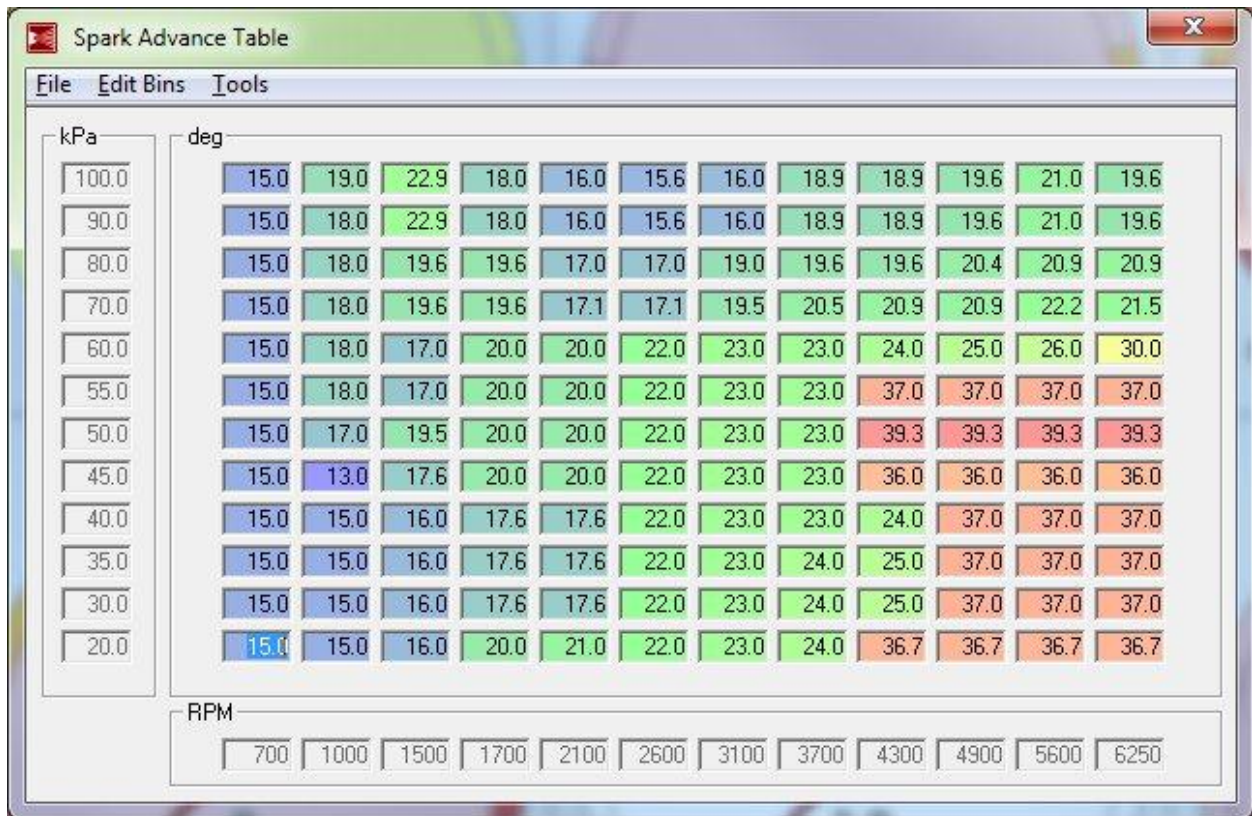 Spark Advance Table
File Edit Bins Tools
kPa deg
100.0 15.0 19.0 22.9 18.0 16.0 15.6 16.0 18.9 18.9 19.6 21.0 19.6
90.0 15.0 18.0 22.9 18.0 16.0 15.6 16.0 18.9 18.9 19.6 21.0 19.6
80.0 15.0 18.0 19.6 19.6 17.0 17.0 19.0 19.6 19.6 20.4 20.9 20.9
70.0 15.0 18.0 19.6 19.6 17.1 17.1 19.5 20.5 20.9 20.9 22.2 21.5
60.0 15.0 18.0 17.0 20.0 20.0 22.0 23.0 23.0 24.0 25.0 26.0 30.0
55.0 15.0 18.0 17.0 20.0 20.0 22.0 23.0 23.0 37.0 37.0 37.0 37.0
50.0 15.0 17.0 19.5 20.0 20.0 22.0 23.0 23.0 39.3 39.3 39.3 39.3
45.0 15.0 13.0 17.6 20.0 20.0 22.0 23.0 23.0 36.0 36.0 36.0 36.0
40.0 15.0 15.0 16.0 17.6 17.6 22.0 23.0 23.0 24.0 37.0 37.0 37.0
35.0 15.0 15.0 16.0 17.6 17.6 22.0 23.0 24.0 25.0 37.0 37.0 37.0
30.0 15.0 15.0 16.0 17.6 17.6 22.0 23.0 24.0 25.0 37.0 37.0 37.0
20.0 15.0 15.0 16.0 20.0 21.0 22.0 23.0 24.0 36.7 36.7 36.7 36.7
RPM
700 1000 1500 1700 2100 2600 3100 3700 4300 4900 5600 6250